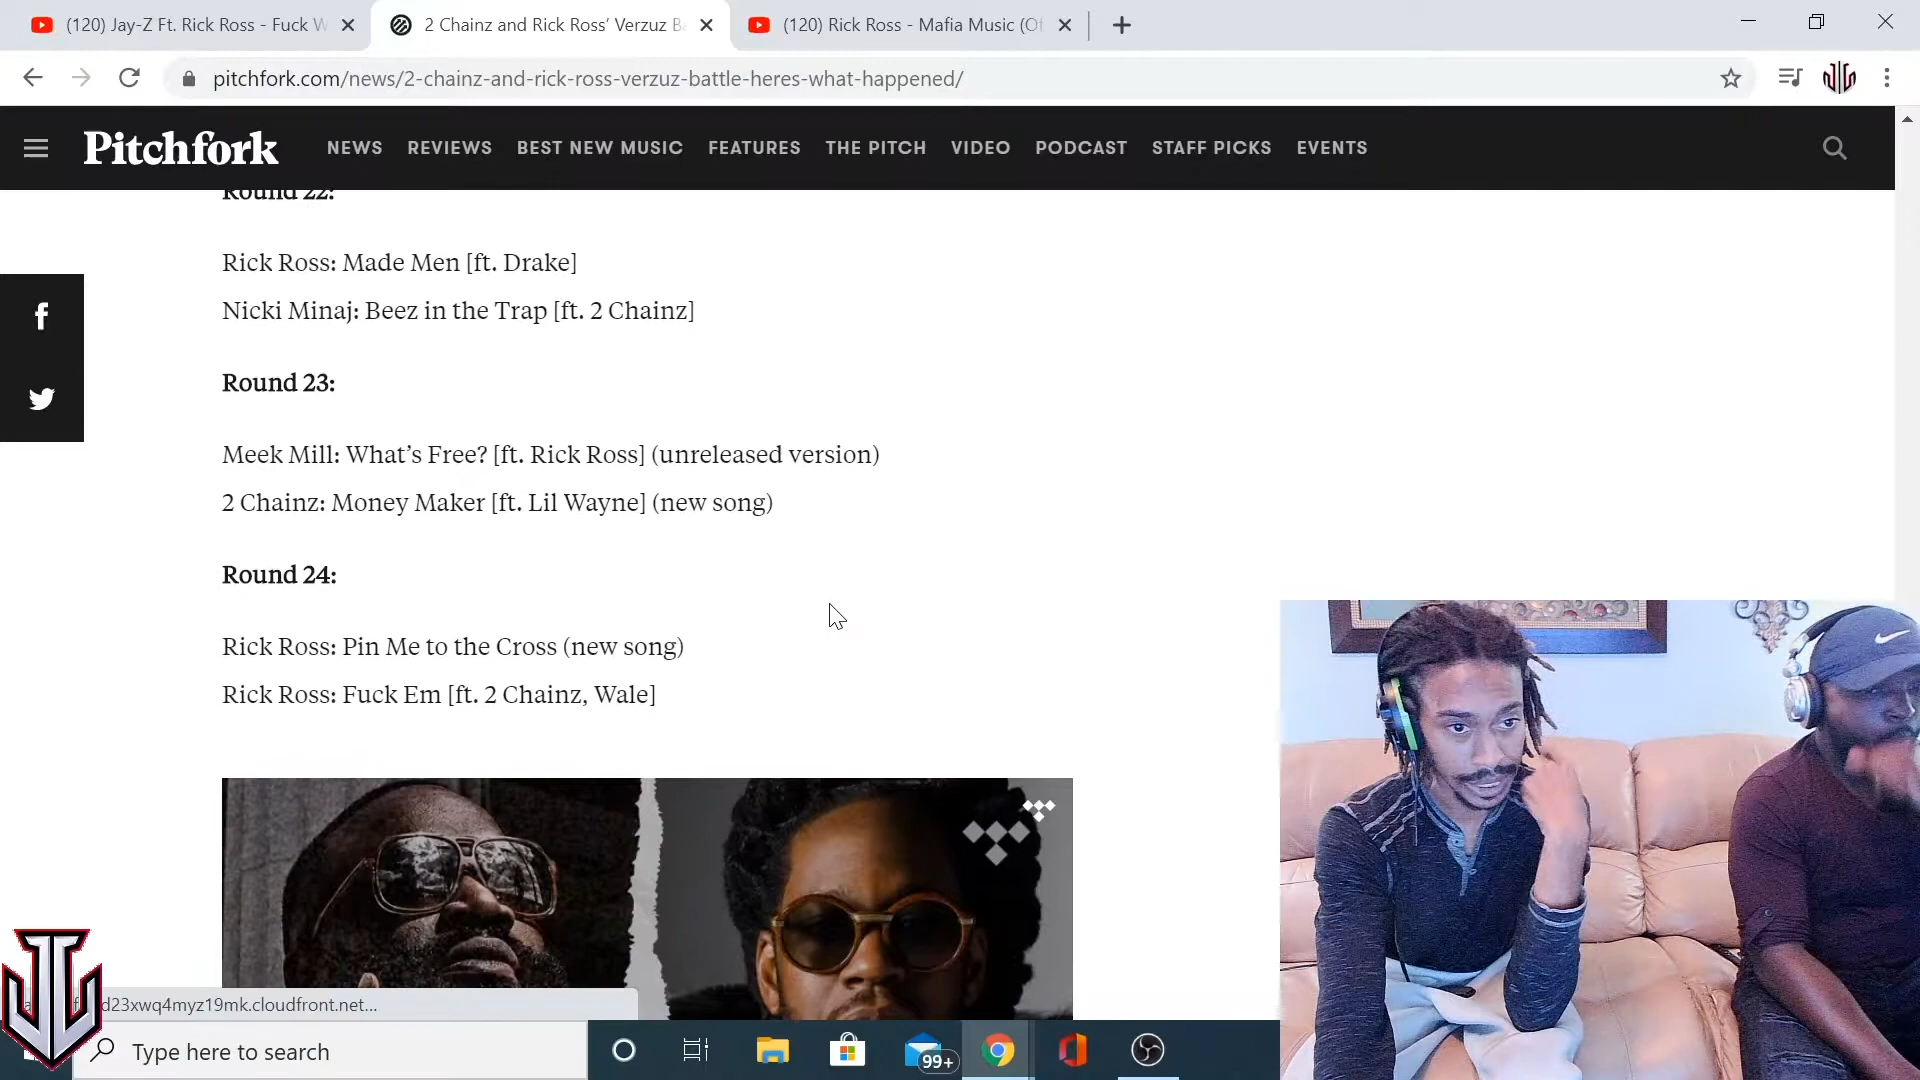 (120) Jay-Z Ft. Rick Ross - Fuck W
2 Chainz and Rick Ross' Verzuz Ba
(120) Rick Ross - Mafia Music (Of
pitchfork.com/news/2-chainz-and-rick-ross-verzuz-battle-heres-what-happened/
Pitchfork NEWS REVIEWS BEST NEW MUSIC FEATURES THE PITCH VIDEO PODCAST STAFF PICKS EVENTS
Round 22:
Rick Ross: Made Men [ft. Drake]
Nicki Minaj: Beez in the Trap [ft. 2 Chainz]
Round 23:
Meek Mill: What's Free? [ft. Rick Ross] (unreleased version)
2 Chainz: Money Maker [ft. Lil Wayne] (new song)
Round 24:
Rick Ross: Pin Me to the Cross (new song)
Rick Ross: Fuck Em [ft. 2 Chainz, Wale]
d23xwq4myz19mk.cloudfront.net...
Type here to search
99+